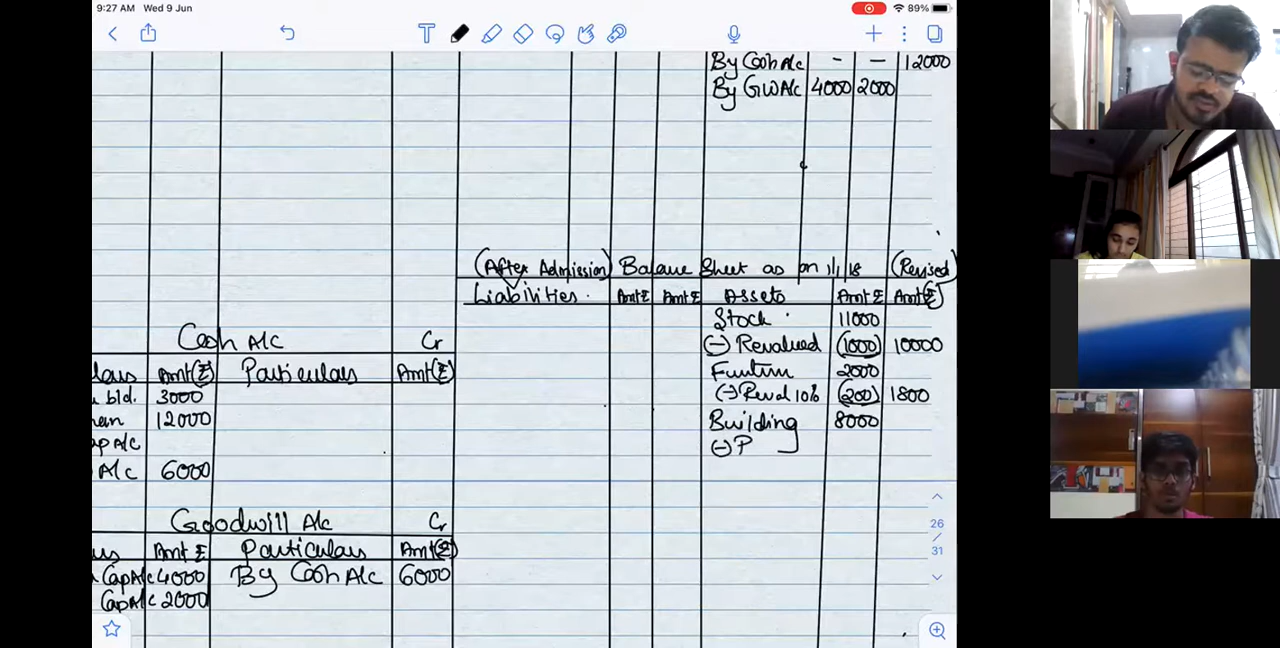 9:27 AM Wed 9 Jun
89%
By Cash A/c - - 12000
By GW A/c 4000 2000
(After Admission) Balance Sheet as on 1/1/18 (Revised)
Liabilities. Amt ₹ Amt ₹ Assets Amt ₹ Amt ₹
Stock 11000
(-) Revalued (1000) 10000
2000
(-) Reval 10% (200) 1800
Building 8000
(-) P
Cash A/c Cr
Amt(₹) Particulars Amt(₹)
bld. 3000
12000
ap A/c
A/c 6000
Goodwill A/c Cr
Amt ₹ Particulars Amt(₹)
Cap A/c 4000 By Cash A/c 6000
Cap A/c 2000
26
/
31